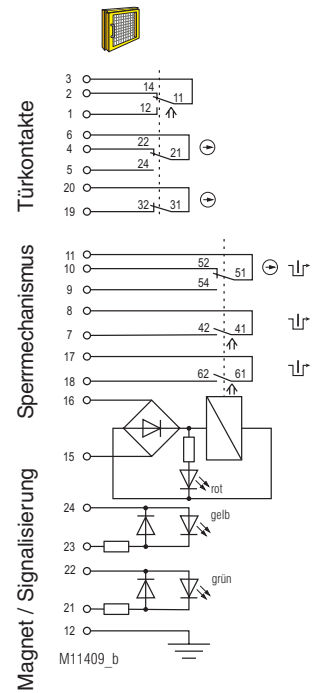 Türkontakte
3
2 14
11
1 12
6
4 22
21
5 24
20
19 32 31
Sperrmechanismus
11
10 52
51
9 54
8
7 42 41
17
18 62 61
Magnet / Signalisierung
16
15
rot
24
gelb
23
22
grün
21
12
M11409_b